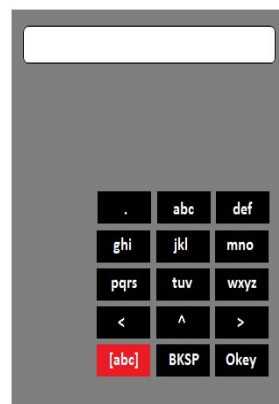 . abc def
ghi jkl mno
pqrs tuv wxyz
< ^ >
[abc] BKSP Okey